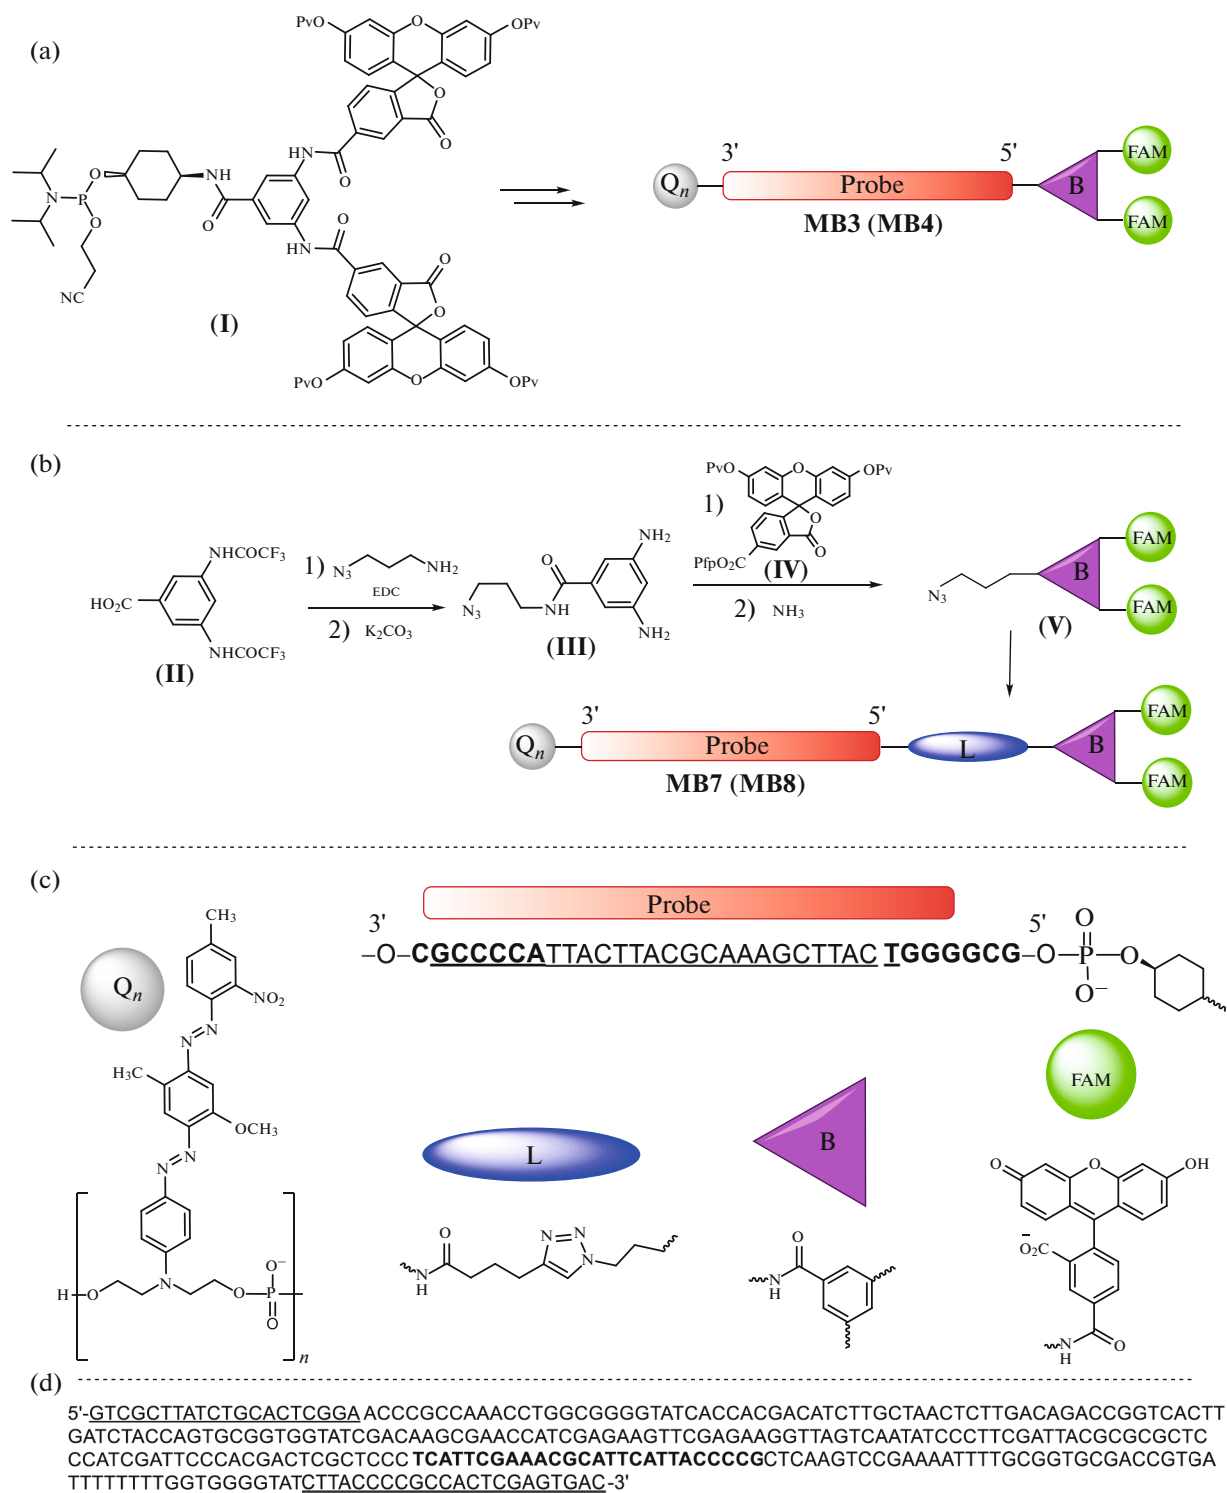 (a)
PvO
O
OPv
O
O
O
HN
O
NH
O
N
P
O
O
NC
O
HN
O
O
O
PvO
O
OPv
(I)
3'
5'
Qn
Probe
B
FAM
FAM
MB3 (MB4)
(b)
NHCOCF3
HO2C
NHCOCF3
(II)
1)
N3
NH2
EDC
2) K2CO3
O
NH2
N3
NH
NH2
(III)
1)
PvO
O
OPv
O
O
PfpO2C
(IV)
2) NH3
N3
B
FAM
FAM
(V)
3'
5'
Qn
Probe
L
B
FAM
FAM
MB7 (MB8)
(c)
Probe
3'
5'
–O–CGCCCCATTACTTACGCAAAGCTTAC TGGGGCG–O–P–O
O
O−
Qn
CH3
NO2
N=N
H3C
OCH3
N=N
N
H
O
O
P
O−
O
n
L
O
N H
N
N
N
B
O
N H
FAM
O
O
OH
−O2C
N H
O
(d)
5'-GTCGCTTATCTGCACTCGGA ACCCGCCAAACCTGGCGGGGTATCACCACGACATCTTGCTAACTCTTGACAGACCGGTCACTT
GATCTACCAGTGCGGTGGTATCGACAAGCGAACCATCGAGAAGTTCGAGAAGGTTAGTCAATATCCCTTCGATTACGCGCGCTC
CCATCGATTCCCACGACTCGCTCCC TCATTCGAAACGCATTCATTACCCCGCTCAAGTCCGAAAATTTTGCGGTGCGACCGTGA
TTTTTTTTGGTGGGGTATCTTACCCCGCCACTCGAGTGAC-3'